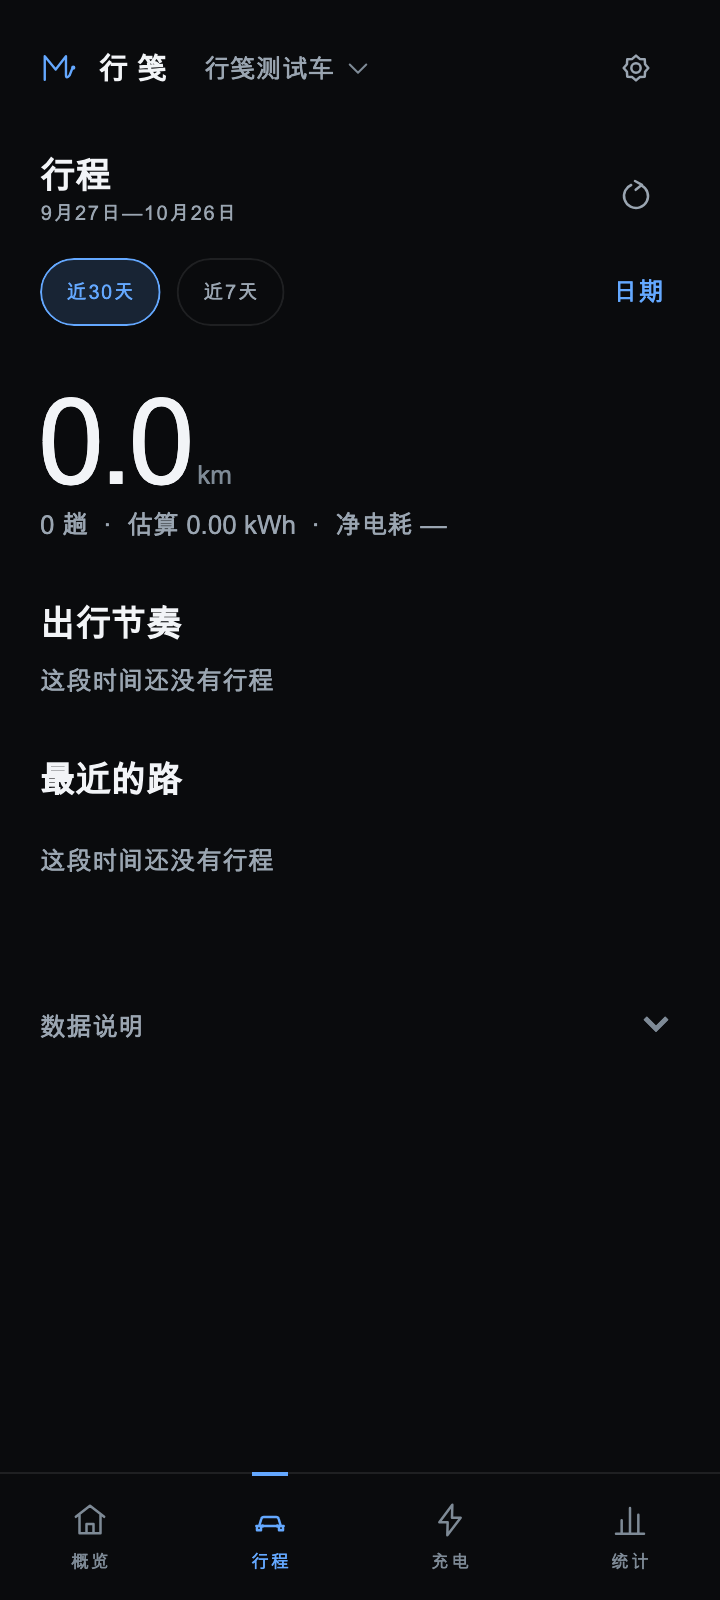 行笺 行笺测试车
行程
9月27日—10月26日
近30天 近7天 日期
0.0 km
0 趟 · 估算 0.00 kWh · 净电耗 —
出行节奏
这段时间还没有行程
最近的路
这段时间还没有行程
数据说明
概览 行程 充电 统计